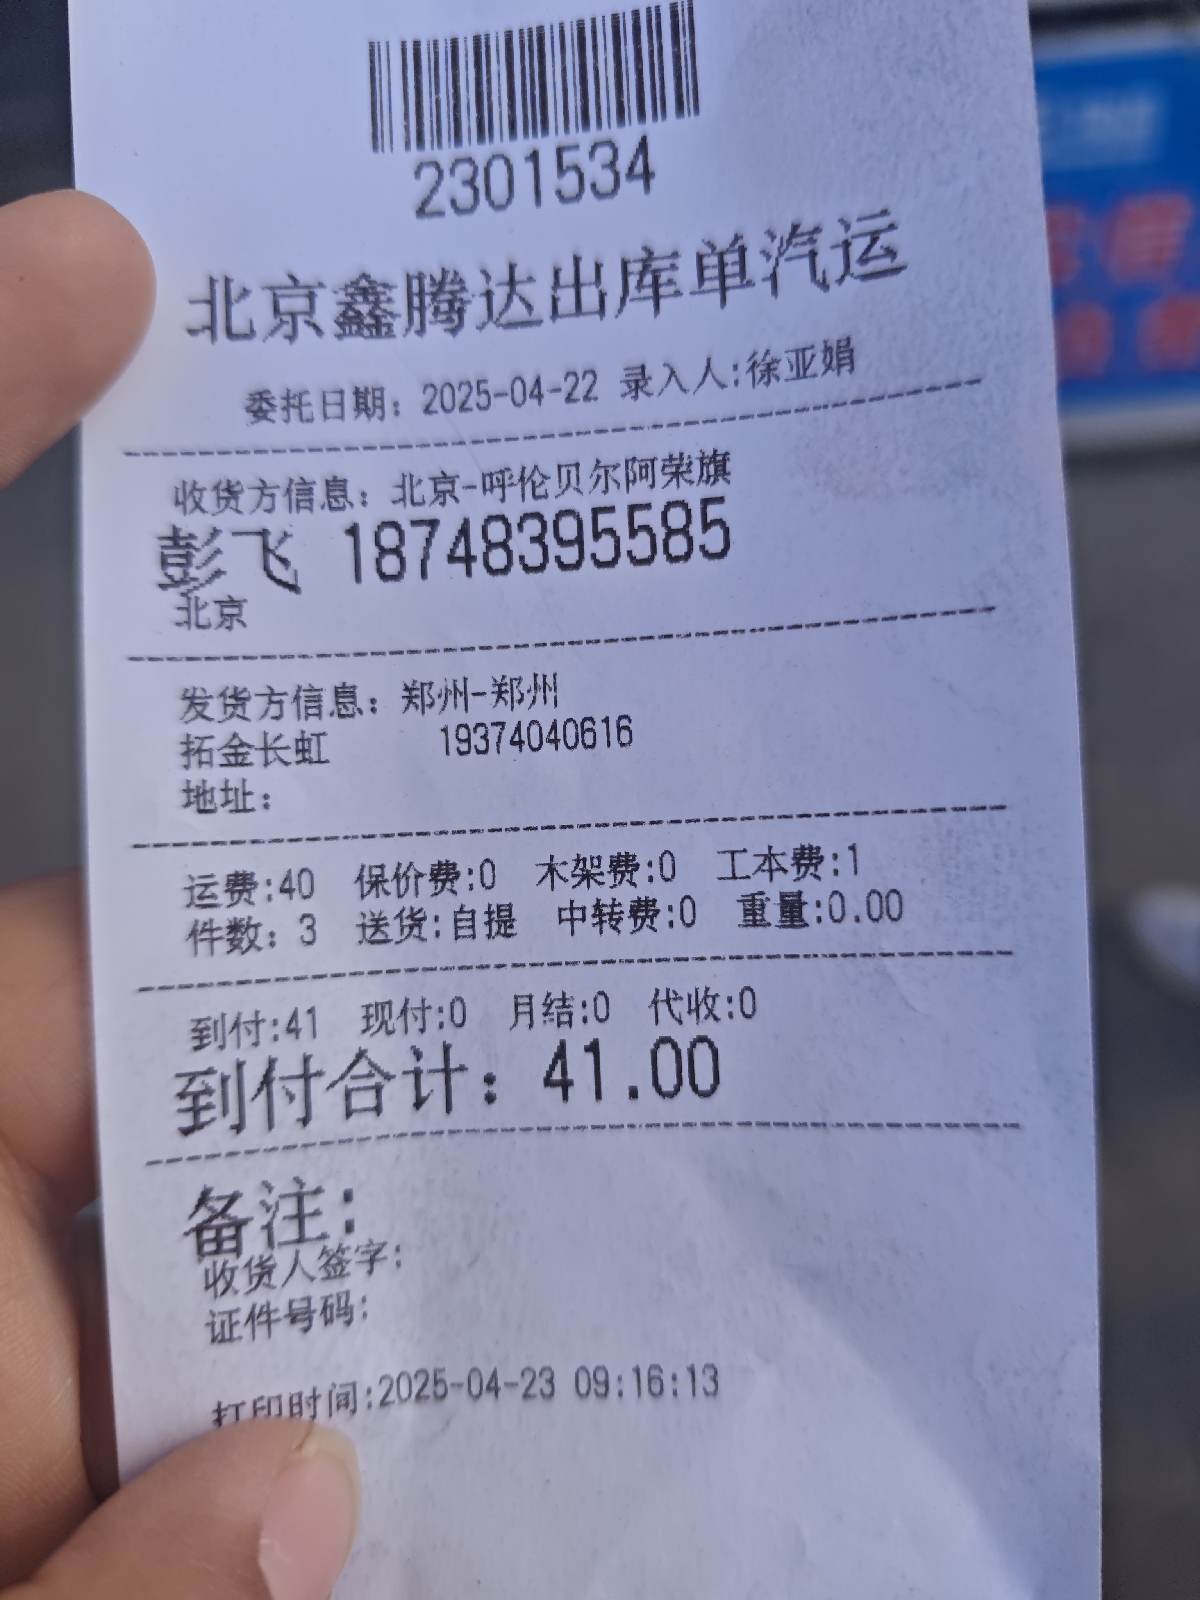 2301534
北京鑫腾达出库单汽运
委托日期：2025-04-22 录入人:徐亚娟
收货方信息：北京-呼伦贝尔阿荣旗
彭飞 18748395585
北京
发货方信息：郑州-郑州
拓金长虹 19374040616
地址：
运费:40 保价费:0 木架费:0 工本费:1
件数：3 送货:自提 中转费:0 重量:0.00
到付:41 现付:0 月结:0 代收:0
到付合计：41.00
备注：
收货人签字：
证件号码：
打印时间:2025-04-23 09:16:13